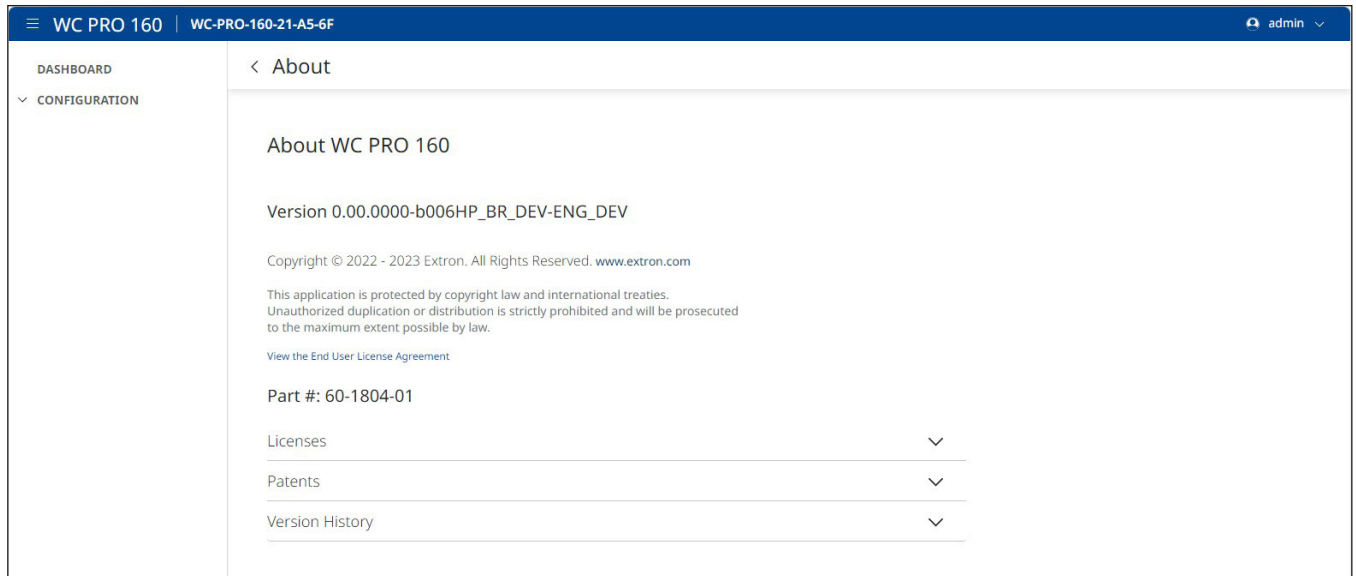 WC PRO 160 | WC-PRO-160-21-A5-6F admin
DASHBOARD
CONFIGURATION
About
About WC PRO 160
Version 0.00.0000-b006HP_BR_DEV-ENG_DEV
Copyright © 2022 - 2023 Extron. All Rights Reserved. www.extron.com
This application is protected by copyright law and international treaties.
Unauthorized duplication or distribution is strictly prohibited and will be prosecuted
to the maximum extent possible by law.
View the End User License Agreement
Part #: 60-1804-01
Licenses
Patents
Version History